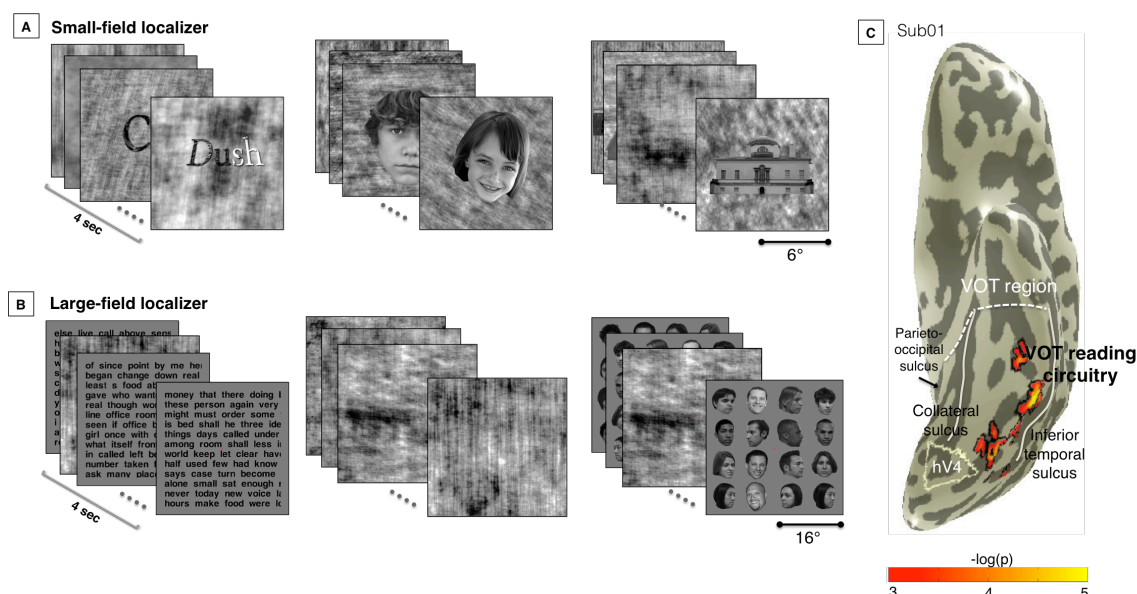 A
Small-field localizer
C
Dush
4 sec
6°
B
Large-field localizer
else live call above sens
of since point by me her
began change down real
least s food ab
gave who want
real though wo
line office room
seen if office b
girl once with
what itself from
in called left be
number taken
ask many place
money that there doing
these person again very
might must order some
is bed shall he three ide
things days called under
among room shall less i
world keep let clear have
half used few had know
says case turn become
alone small sat enough
never today new voice la
hours make food were lo
4 sec
16°
C
Sub01
VOT region
Parieto-
occipital
sulcus
VOT reading
circuitry
Collateral
sulcus
Inferior
temporal
sulcus
hV4
-log(p)
3 4 5